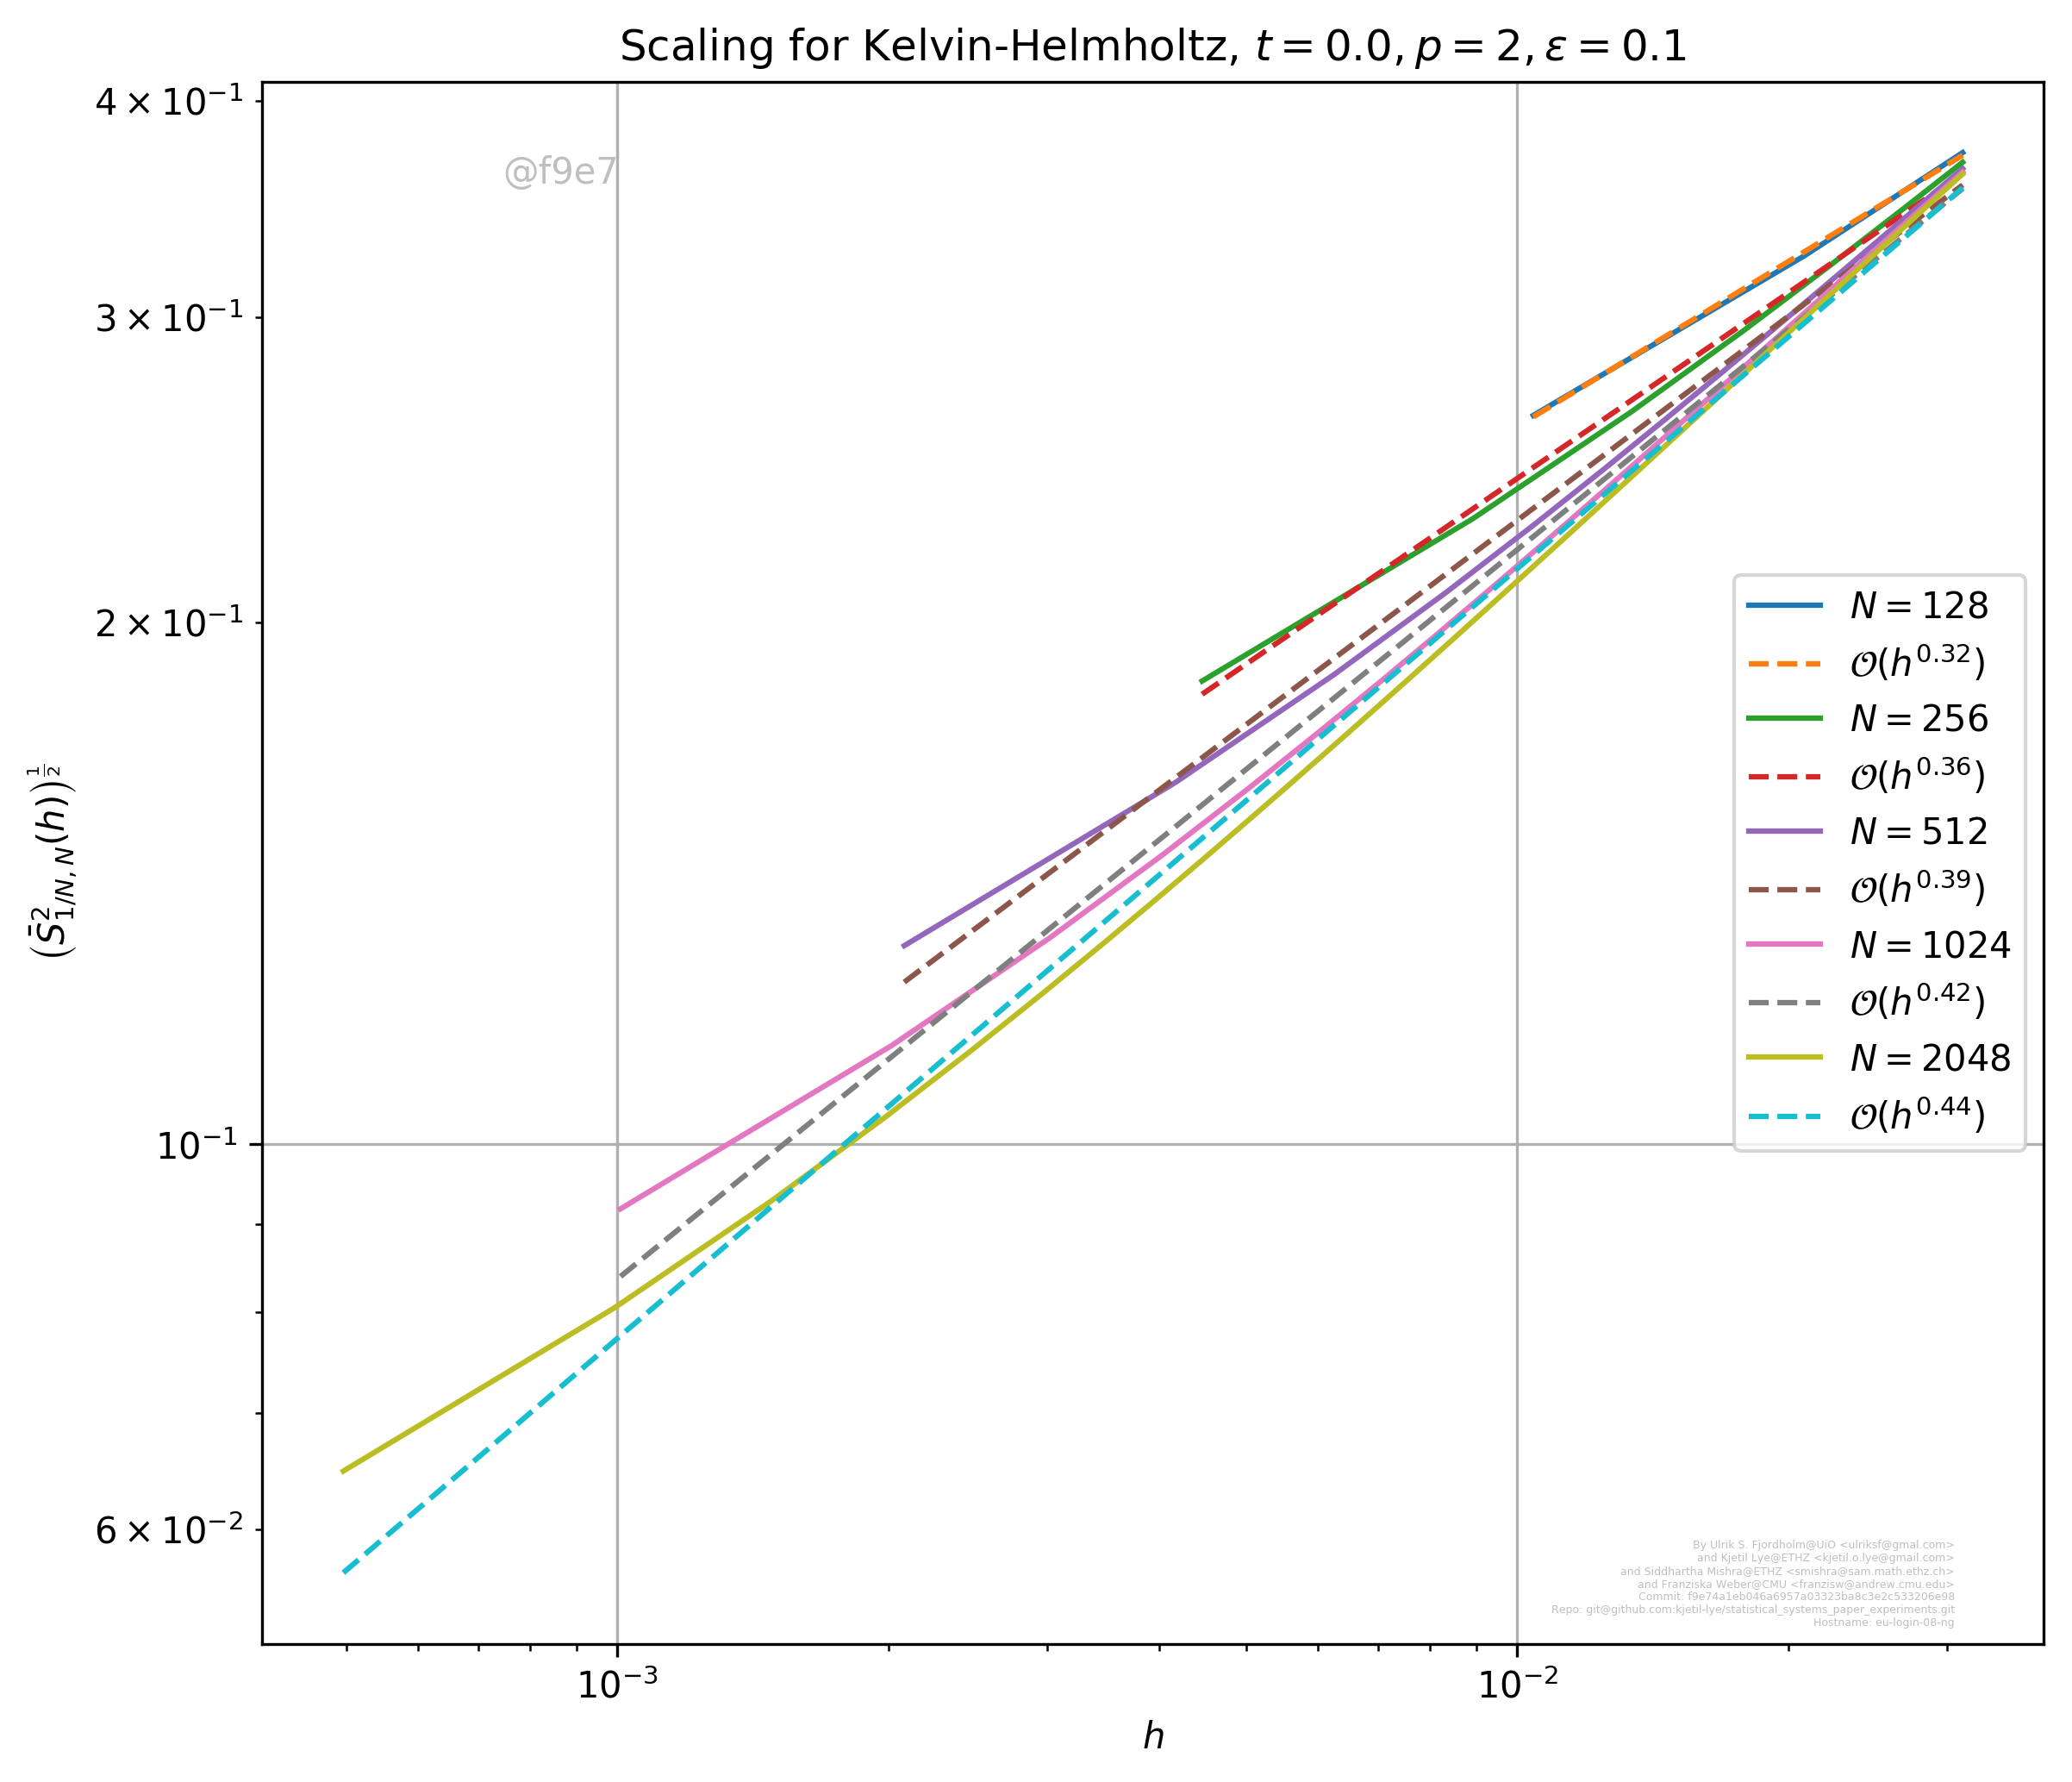 Scaling for Kelvin-Helmholtz, t = 0.0, p = 2, ε = 0.1
4 × 10⁻¹
@f9e7
3 × 10⁻¹
2 × 10⁻¹
10⁻¹
6 × 10⁻²
(S̄²_{1/N, N}(h))^{1/2}
N = 128
𝒪(h^{0.32})
N = 256
𝒪(h^{0.36})
N = 512
𝒪(h^{0.39})
N = 1024
𝒪(h^{0.42})
N = 2048
𝒪(h^{0.44})
By Ulrik S. Fjordholm@UiO <ulriksf@gmal.com>
and Kjetil Lye@ETHZ <kjetil.o.lye@gmail.com>
and Siddhartha Mishra@ETHZ <smishra@sam.math.ethz.ch>
and Franziska Weber@CMU <franzisw@andrew.cmu.edu>
Commit: f9e74a1eb046a6957a03323ba8c3e2c533206e98
Repo: git@github.com:kjetil-lye/statistical_systems_paper_experiments.git
Hostname: eu-login-08-ng
10⁻³
10⁻²
h